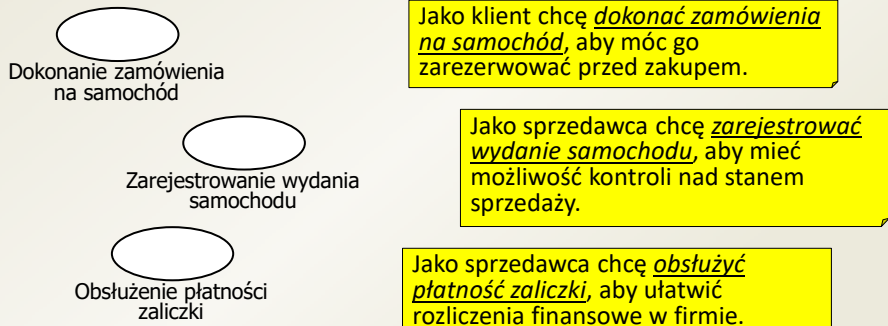 Dokonanie zamówienia
na samochód
Jako klient chcę dokonać zamówienia
na samochód, aby móc go
zarezerwować przed zakupem.
Zarejestrowanie wydania
samochodu
Jako sprzedawca chcę zarejestrować
wydanie samochodu, aby mieć
możliwość kontroli nad stanem
sprzedaży.
Obsłużenie płatności
zaliczki
Jako sprzedawca chcę obsłużyć
płatność zaliczki, aby ułatwić
rozliczenia finansowe w firmie.